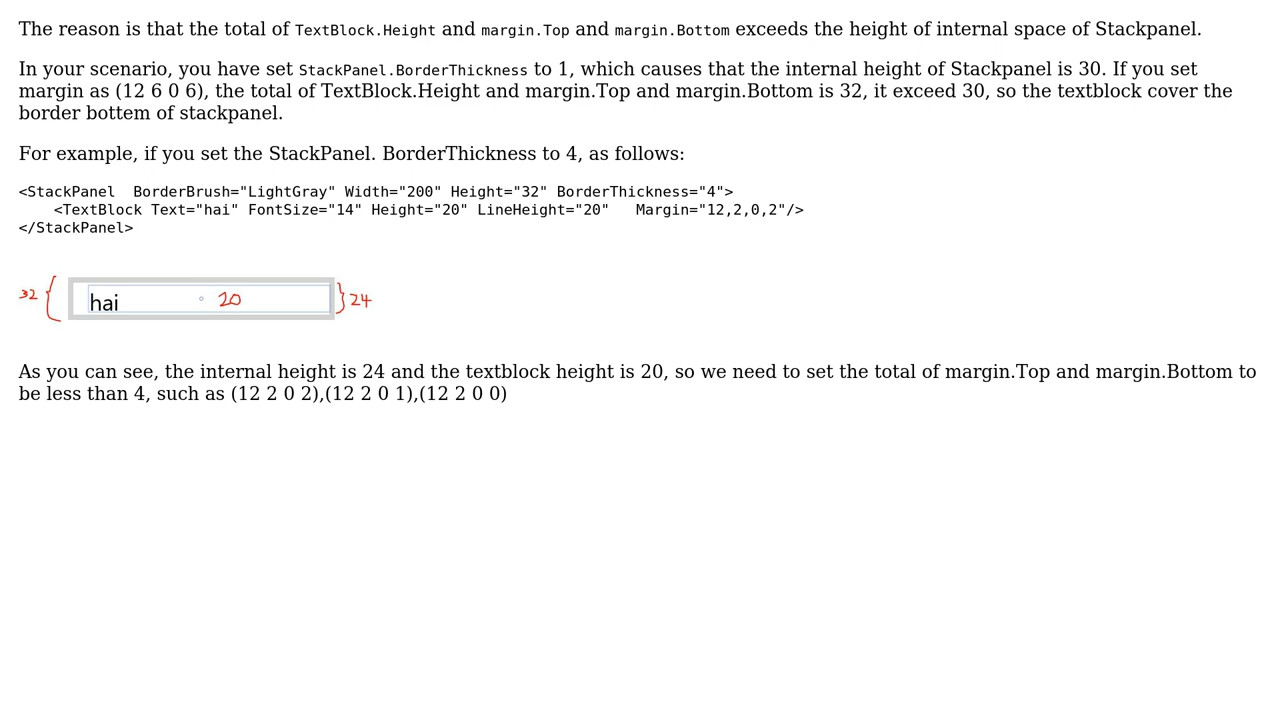 The reason is that the total of TextBlock.Height and margin.Top and margin.Bottom exceeds the height of internal space of Stackpanel.
In your scenario, you have set StackPanel.BorderThickness to 1, which causes that the internal height of Stackpanel is 30. If you set
margin as (12 6 0 6), the total of TextBlock.Height and margin.Top and margin.Bottom is 32, it exceed 30, so the textblock cover the
border bottem of stackpanel.
For example, if you set the StackPanel. BorderThickness to 4, as follows:
<StackPanel  BorderBrush="LightGray" Width="200" Height="32" BorderThickness="4">
    <TextBlock Text="hai" FontSize="14" Height="20" LineHeight="20"   Margin="12,2,0,2"/>
</StackPanel>
32 hai 20 24
As you can see, the internal height is 24 and the textblock height is 20, so we need to set the total of margin.Top and margin.Bottom to
be less than 4, such as (12 2 0 2),(12 2 0 1),(12 2 0 0)